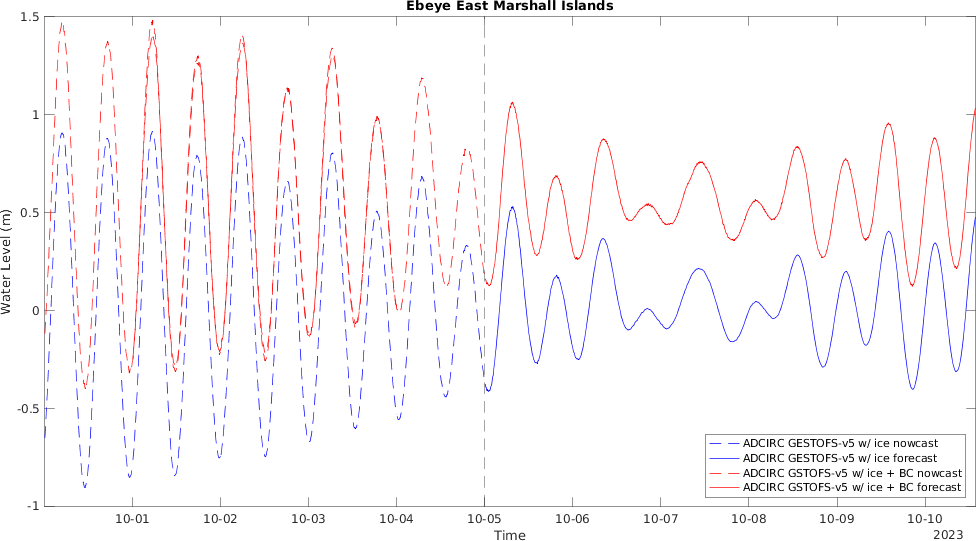 Ebeye East Marshall Islands
Water Level (m)
1.5
1
0.5
0
-0.5
-1
10-01 10-02 10-03 10-04 10-05 10-06 10-07 10-08 10-09 10-10
Time
2023
ADCIRC GESTOFS-v5 w/ ice nowcast
ADCIRC GESTOFS-v5 w/ ice forecast
ADCIRC GSTOFS-v5 w/ ice + BC nowcast
ADCIRC GSTOFS-v5 w/ ice + BC forecast